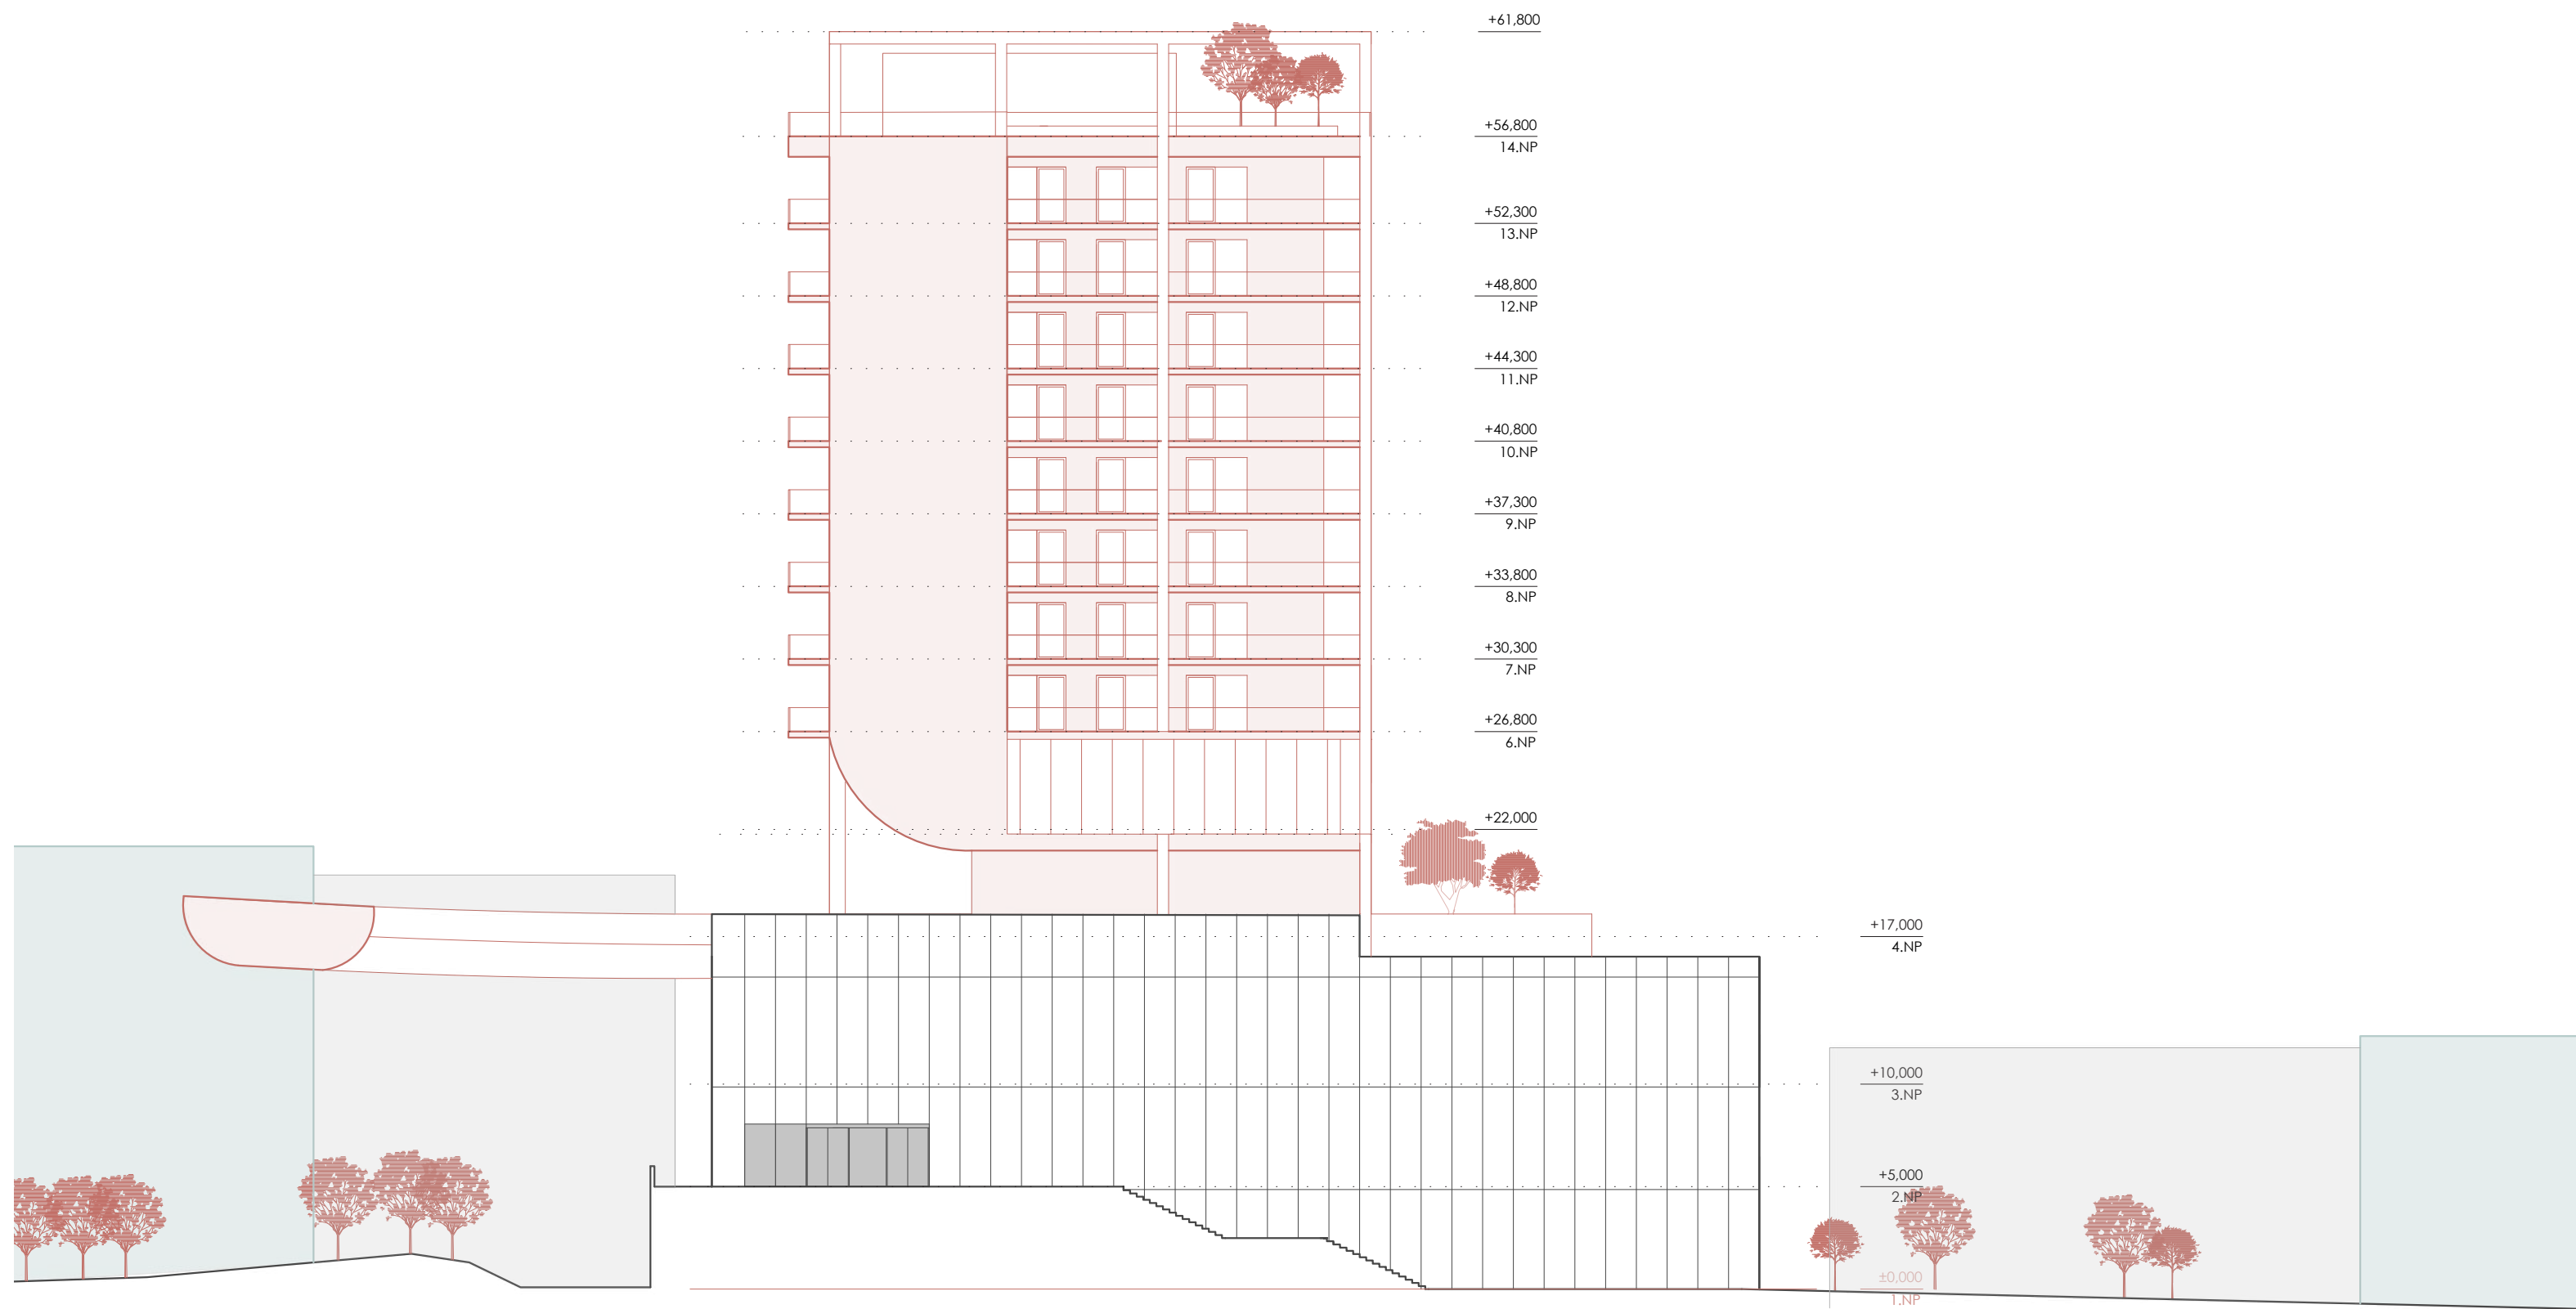 +61,800
+56,800
14.NP
+52,300
13.NP
+48,800
12.NP
+44,300
11.NP
+40,800
10.NP
+37,300
9.NP
+33,800
8.NP
+30,300
7.NP
+26,800
6.NP
+22,000
+17,000
4.NP
+10,000
3.NP
+5,000
2.NP
±0,000
1.NP